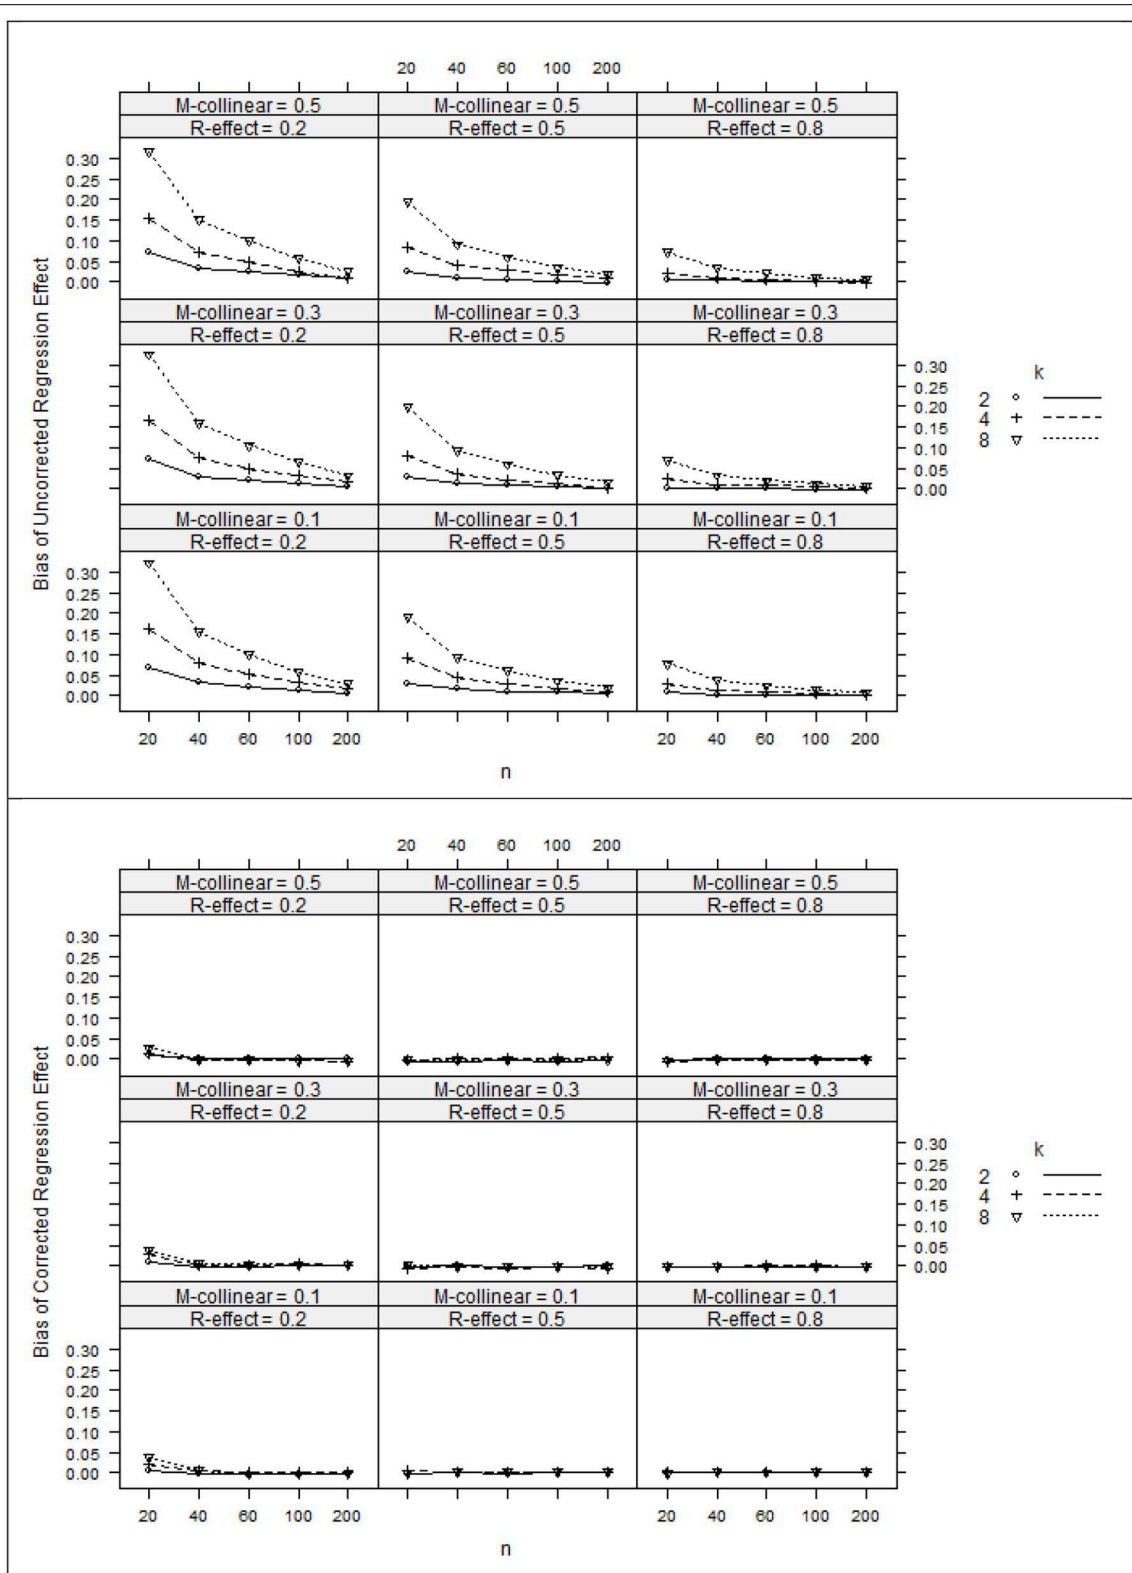 20 40 60 100 200
M-collinear = 0.5 M-collinear = 0.5 M-collinear = 0.5
R-effect = 0.2 R-effect = 0.5 R-effect = 0.8
0.30
0.25
0.20
0.15
0.10
0.05
0.00
M-collinear = 0.3 M-collinear = 0.3 M-collinear = 0.3
R-effect = 0.2 R-effect = 0.5 R-effect = 0.8
0.30
0.25
0.20
0.15
0.10
0.05
0.00
M-collinear = 0.1 M-collinear = 0.1 M-collinear = 0.1
R-effect = 0.2 R-effect = 0.5 R-effect = 0.8
0.30
0.25
0.20
0.15
0.10
0.05
0.00
20 40 60 100 200 20 40 60 100 200
n
Bias of Uncorrected Regression Effect
k
2
4
8
20 40 60 100 200
M-collinear = 0.5 M-collinear = 0.5 M-collinear = 0.5
R-effect = 0.2 R-effect = 0.5 R-effect = 0.8
0.30
0.25
0.20
0.15
0.10
0.05
0.00
M-collinear = 0.3 M-collinear = 0.3 M-collinear = 0.3
R-effect = 0.2 R-effect = 0.5 R-effect = 0.8
0.30
0.25
0.20
0.15
0.10
0.05
0.00
M-collinear = 0.1 M-collinear = 0.1 M-collinear = 0.1
R-effect = 0.2 R-effect = 0.5 R-effect = 0.8
0.30
0.25
0.20
0.15
0.10
0.05
0.00
20 40 60 100 200 20 40 60 100 200
n
Bias of Corrected Regression Effect
k
2
4
8